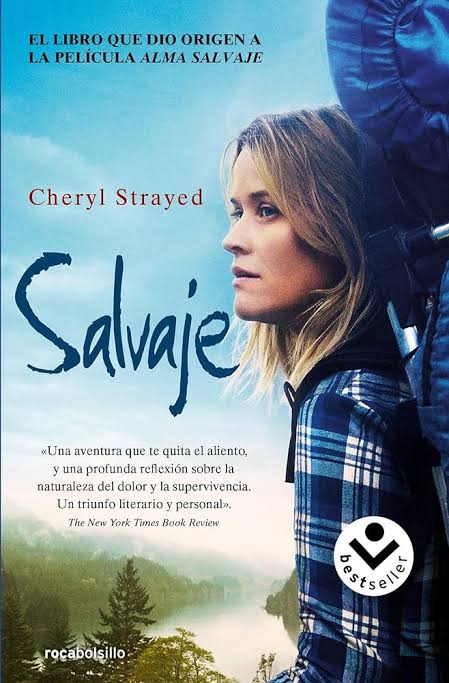 EL LIBRO QUE DIO ORIGEN A
LA PELÍCULA ALMA SALVAJE
Cheryl Strayed
Salvaje
«Una aventura que te quita el aliento,
y una profunda reflexión sobre la
naturaleza del dolor y la supervivencia.
Un triunfo literario y personal».
The New York Times Book Review
bestseller
rocabolsillo